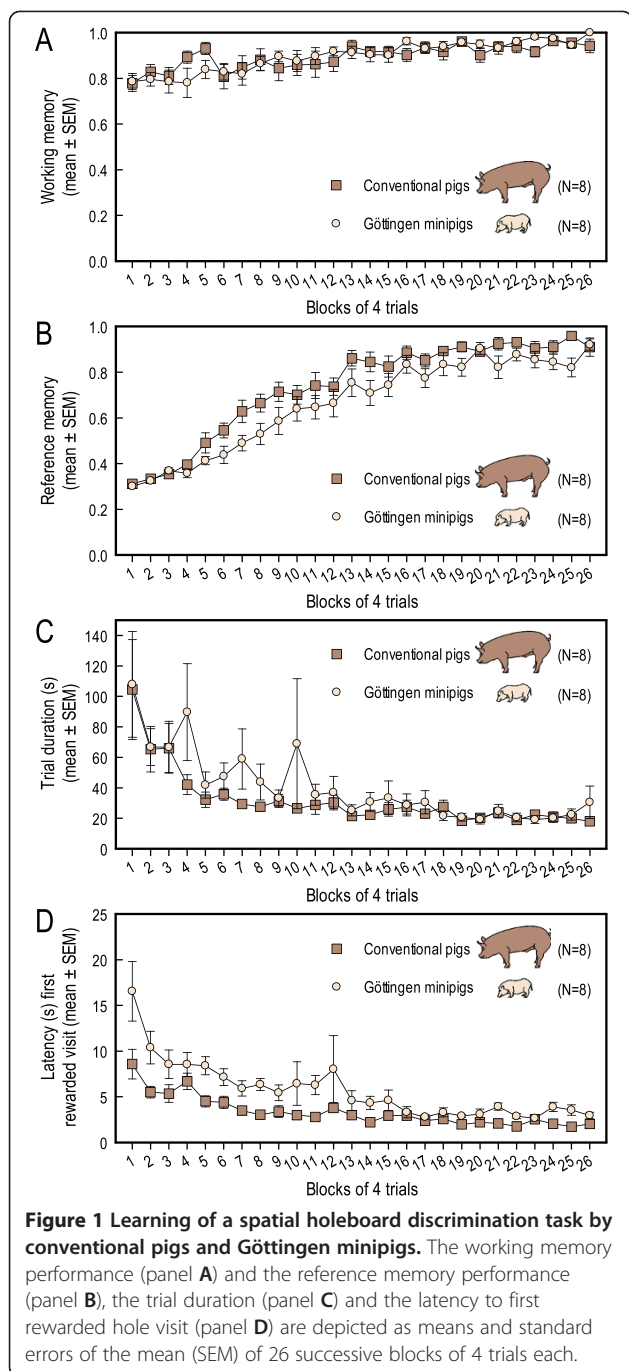 A
Working memory
(mean ± SEM)
1.0
0.8
0.6
0.4
0.2
0.0
Conventional pigs (N=8)
Göttingen minipigs (N=8)
1 2 3 4 5 6 7 8 9 10 11 12 13 14 15 16 17 18 19 20 21 22 23 24 25 26
Blocks of 4 trials
B
Reference memory
(mean ± SEM)
1.0
0.8
0.6
0.4
0.2
0.0
Conventional pigs (N=8)
Göttingen minipigs (N=8)
1 2 3 4 5 6 7 8 9 10 11 12 13 14 15 16 17 18 19 20 21 22 23 24 25 26
Blocks of 4 trials
C
Trial duration (s)
(mean ± SEM)
140
120
100
80
60
40
20
0
Conventional pigs (N=8)
Göttingen minipigs (N=8)
1 2 3 4 5 6 7 8 9 10 11 12 13 14 15 16 17 18 19 20 21 22 23 24 25 26
Blocks of 4 trials
D
Latency (s) first
rewarded visit (mean ± SEM)
25
20
15
10
5
0
Conventional pigs (N=8)
Göttingen minipigs (N=8)
1 2 3 4 5 6 7 8 9 10 11 12 13 14 15 16 17 18 19 20 21 22 23 24 25 26
Blocks of 4 trials
Figure 1 Learning of a spatial holeboard discrimination task by
conventional pigs and Göttingen minipigs. The working memory
performance (panel A) and the reference memory performance
(panel B), the trial duration (panel C) and the latency to first
rewarded hole visit (panel D) are depicted as means and standard
errors of the mean (SEM) of 26 successive blocks of 4 trials each.